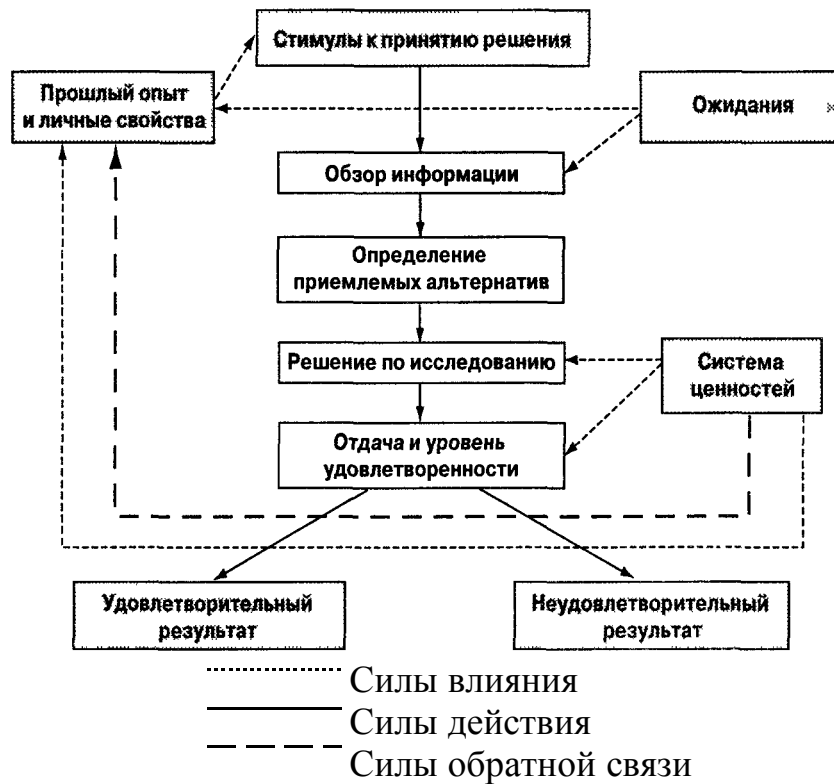 Стимулы к принятию решения
Прошлый опыт
и личные свойства
Ожидания
Обзор информации
Определение
приемлемых альтернатив
Решение по исследованию
Система
ценностей
Отдача и уровень
удовлетворенности
Удовлетворительный
результат
Неудовлетворительный
результат
Силы влияния
Силы действия
Силы обратной связи